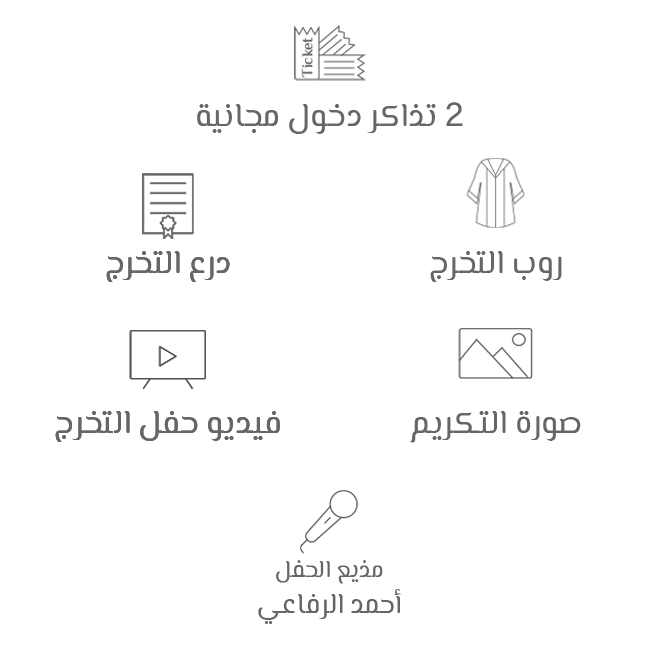 Ticket
2 تذاكر دخول مجانية
روب التخرج
درع التخرج
صورة التكريم
فيديو حفل التخرج
مذيع الحفل
أحمد الرفاعي